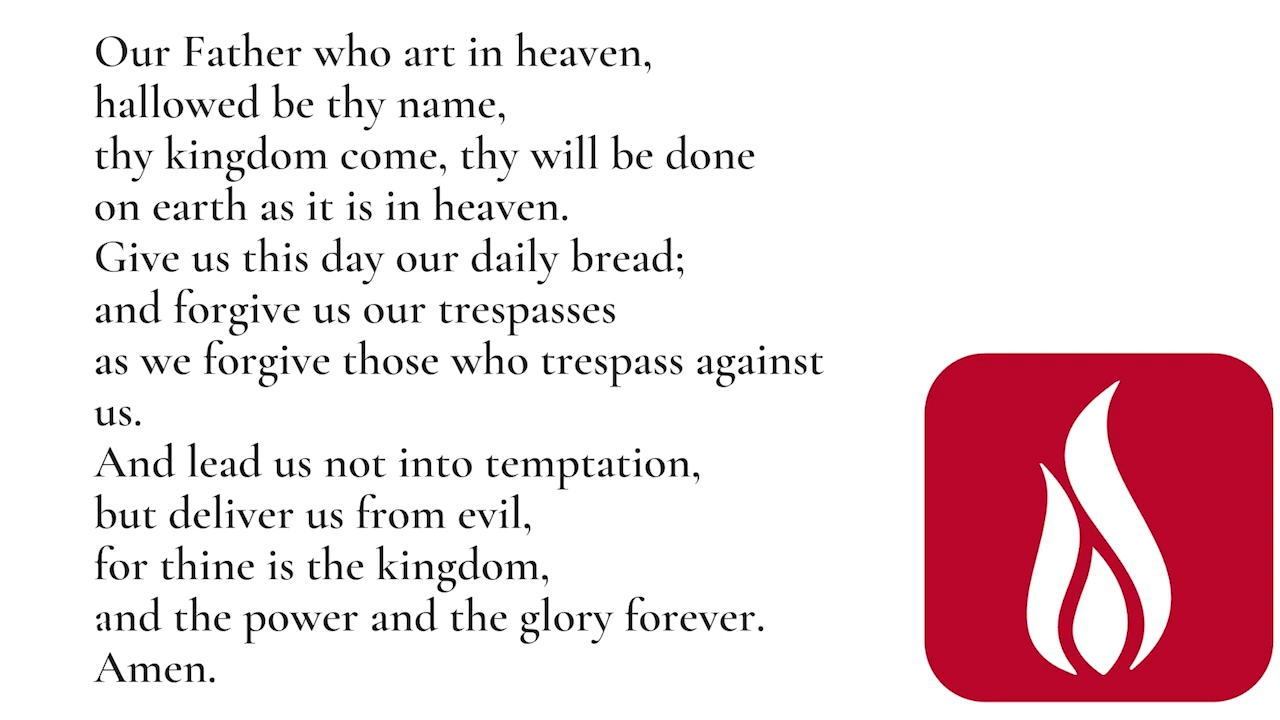 Our Father who art in heaven,
hallowed be thy name,
thy kingdom come, thy will be done
on earth as it is in heaven.
Give us this day our daily bread;
and forgive us our trespasses
as we forgive those who trespass against
us.
And lead us not into temptation,
but deliver us from evil,
for thine is the kingdom,
and the power and the glory forever.
Amen.